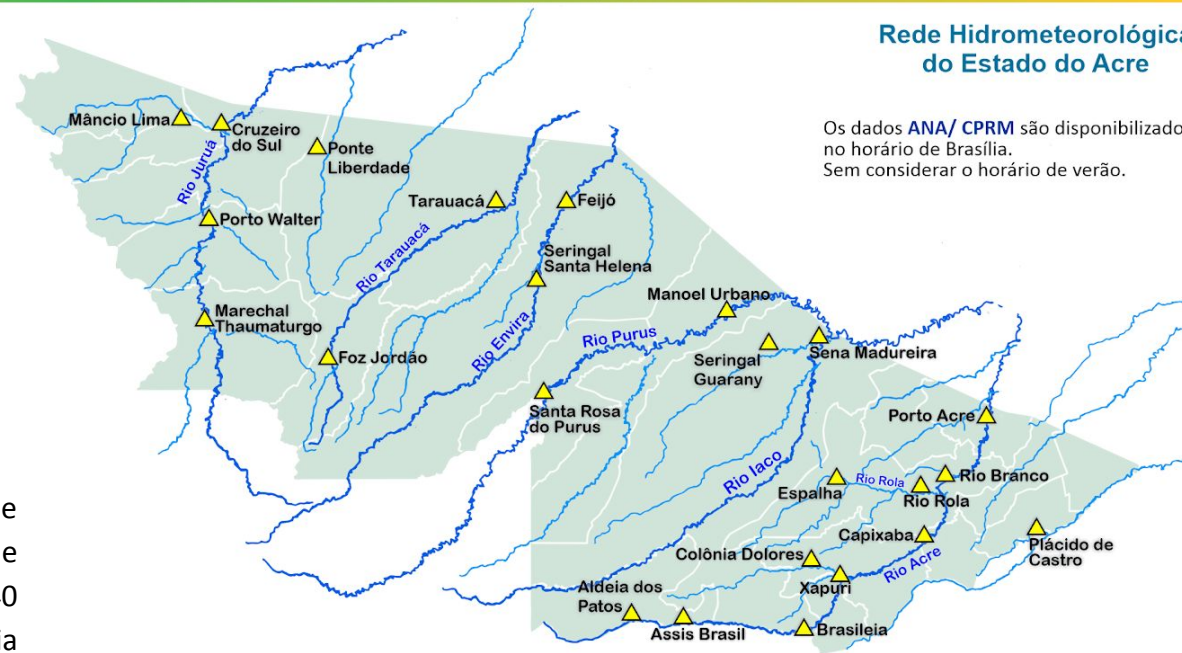 Rede Hidrometeorológica
do Estado do Acre
Os dados ANA/ CPRM são disponibilizado
no horário de Brasília.
Sem considerar o horário de verão.
Mâncio Lima
Cruzeiro
do Sul
Ponte
Liberdade
Rio Juruá
Porto Walter
Tarauacá
Feijó
Rio Tarauacá
Seringal
Santa Helena
Marechal
Thaumaturgo
Foz Jordão
Rio Envira
Manoel Urbano
Rio Purus
Seringal
Guarany
Sena Madureira
Santa Rosa
do Purus
Porto Acre
Rio Iaco
Espalha
Rio Rola
Rio Rola
Rio Branco
Capixaba
Plácido de
Castro
Colônia Dolores
Rio Acre
Xapuri
Aldeia dos
Patos
Assis Brasil
Brasileia
e
e
0
ia